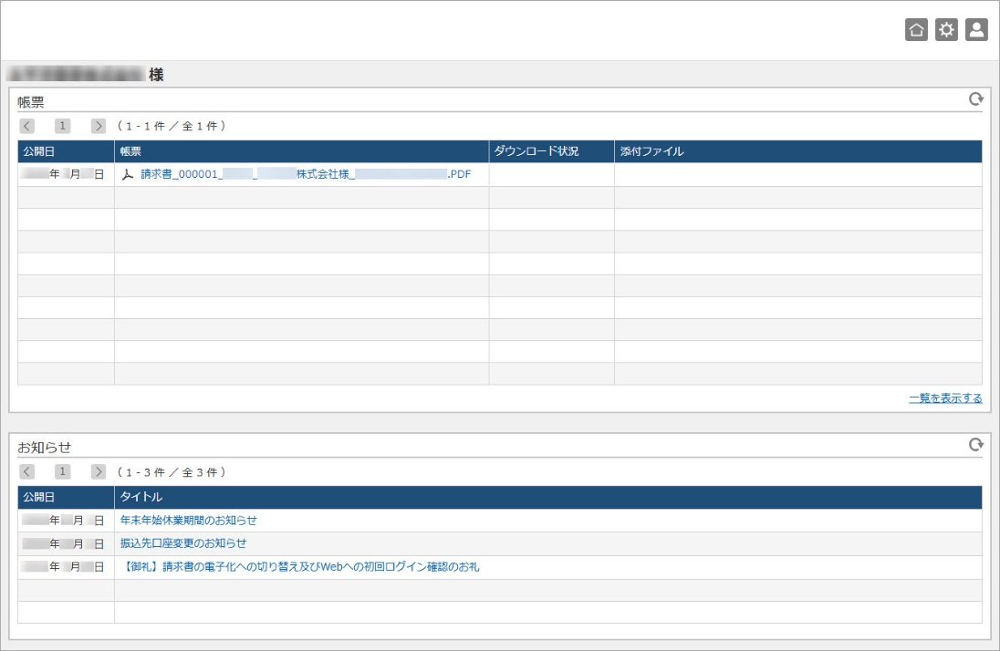 様
帳票
1 （1-1件／全1件）
公開日 帳票 ダウンロード状況 添付ファイル
年 月 日 請求書_000001_ _ 株式会社様_ .PDF
一覧を表示する
お知らせ
1 （1-3件／全3件）
公開日 タイトル
年 月 日 年末年始休業期間のお知らせ
年 月 日 振込先口座変更のお知らせ
年 月 日 【御礼】請求書の電子化への切り替え及びWebへの初回ログイン確認のお礼